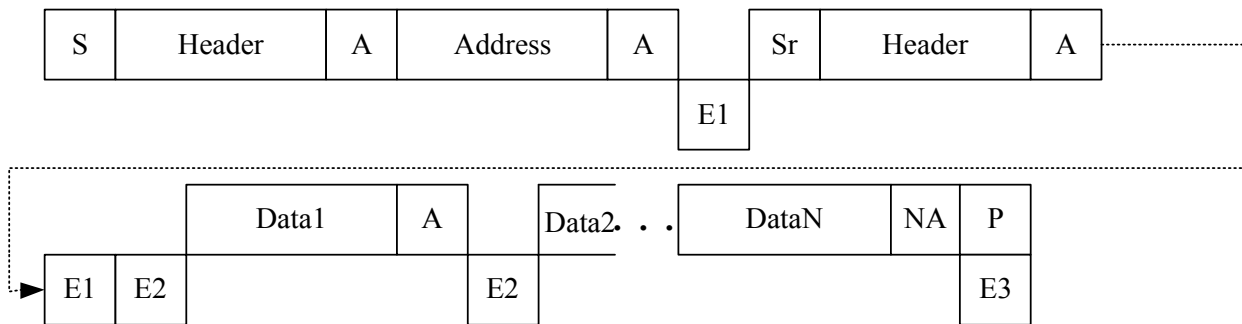 S Header A Address A Sr Header A
E1
Data1 A Data2 . . . DataN NA P
E1 E2 E2 E3